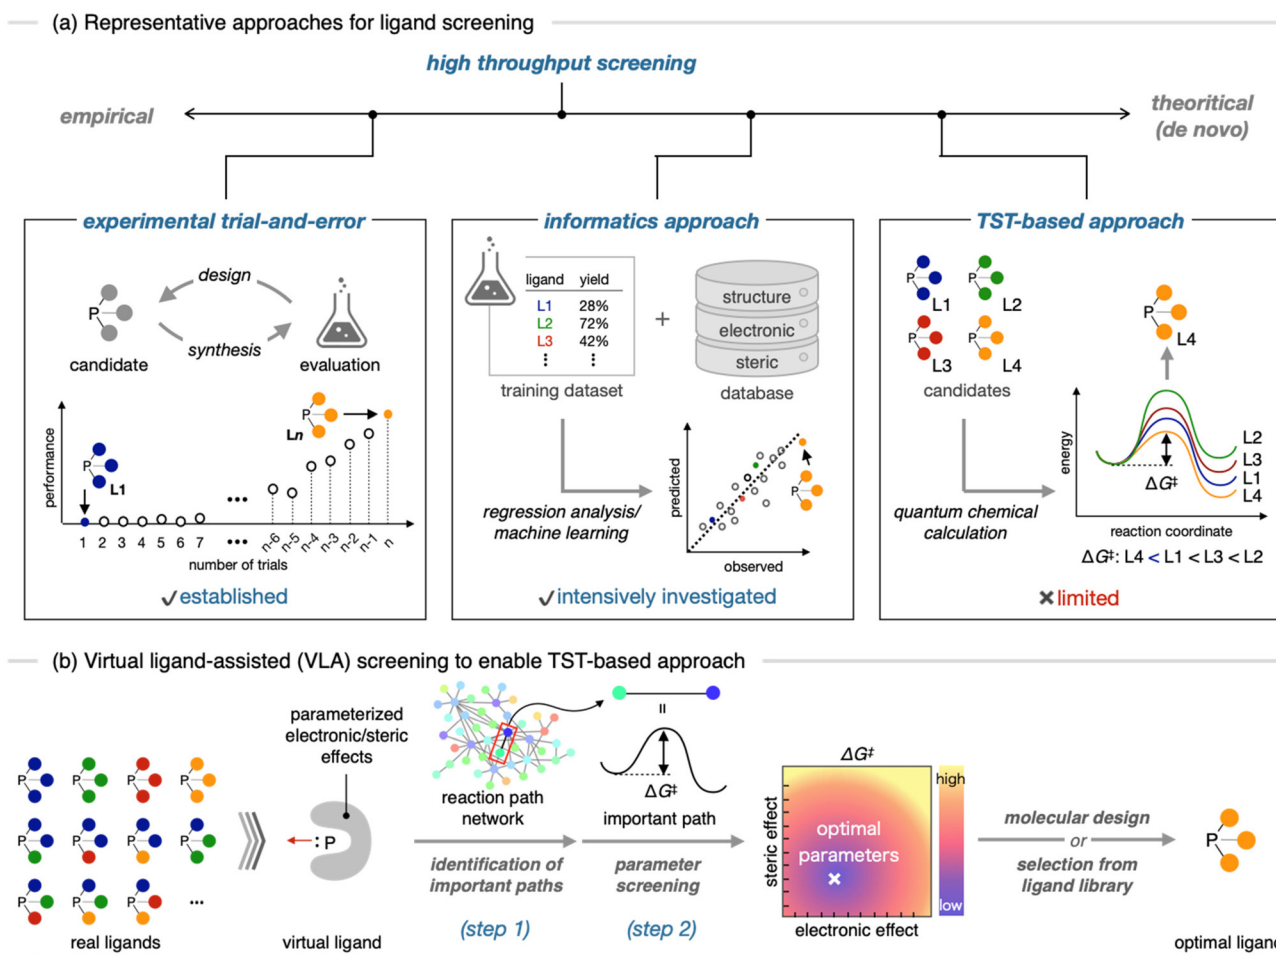 (a) Representative approaches for ligand screening
high throughput screening
empirical
theoritical
(de novo)
experimental trial-and-error
design
P
synthesis
candidate
evaluation
performance
P
L1
P
Ln
•••
1 2 3 4 5 6 7 ••• n-6 n-5 n-4 n-3 n-2 n-1 n
number of trials
✓established
informatics approach
ligand yield
L1 28%
L2 72%
L3 42%
⋮ ⋮
training dataset
+
structure
electronic
steric
database
regression analysis/
machine learning
predicted
P
observed
✓intensively investigated
TST-based approach
P L1
P L2
P L3
P L4
candidates
P
L4
quantum chemical
calculation
energy
ΔG‡
L2
L3
L1
L4
reaction coordinate
ΔG‡: L4 < L1 < L3 < L2
✖limited
(b) Virtual ligand-assisted (VLA) screening to enable TST-based approach
P P P P
P P P P
P P P ...
real ligands
parameterized
electronic/steric
effects
:P
virtual ligand
reaction path
network
identification of
important paths
(step 1)
=
ΔG‡
important path
parameter
screening
(step 2)
ΔG‡
steric effect
optimal
parameters
electronic effect
high
low
molecular design
or
selection from
ligand library
P
optimal ligand